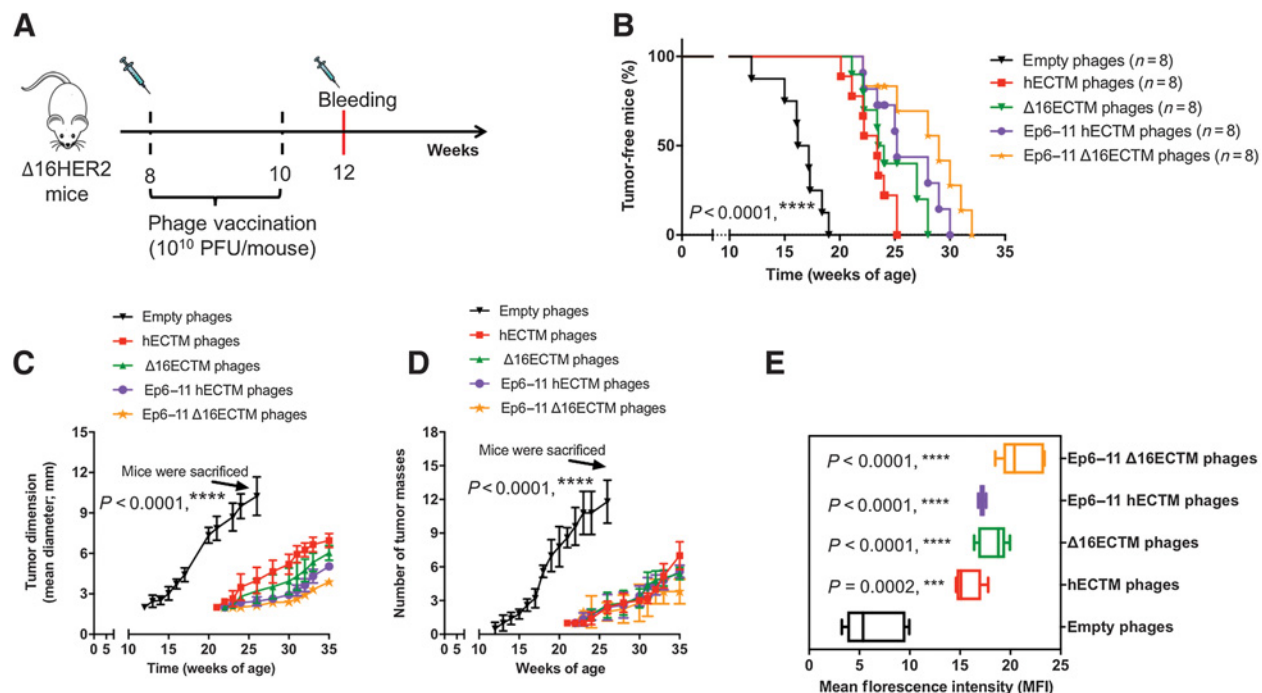 A
Bleeding
Weeks
Δ16HER2
mice
8
10
12
Phage vaccination
(10¹⁰ PFU/mouse)
B
Tumor-free mice (%)
100
50
0
P < 0.0001, ****
0
10
15
20
25
30
35
Time (weeks of age)
Empty phages (n = 8)
hECTM phages (n = 8)
Δ16ECTM phages (n = 8)
Ep6–11 hECTM phages (n = 8)
Ep6–11 Δ16ECTM phages (n = 8)
C
Empty phages
hECTM phages
Δ16ECTM phages
Ep6–11 hECTM phages
Ep6–11 Δ16ECTM phages
Tumor dimension
(mean diameter; mm)
15
12
9
6
3
0
Mice were sacrificed
P < 0.0001, ****
0 5 10 15 20 25 30 35
Time (weeks of age)
D
Empty phages
hECTM phages
Δ16ECTM phages
Ep6–11 hECTM phages
Ep6–11 Δ16ECTM phages
Number of tumor masses
18
15
12
9
6
3
0
Mice were sacrificed
P < 0.0001, ****
0 5 10 15 20 25 30 35
Weeks of age
E
P < 0.0001, ****
Ep6–11 Δ16ECTM phages
P < 0.0001, ****
Ep6–11 hECTM phages
P < 0.0001, ****
Δ16ECTM phages
P = 0.0002, ***
hECTM phages
Empty phages
0 5 10 15 20 25
Mean florescence intensity (MFI)